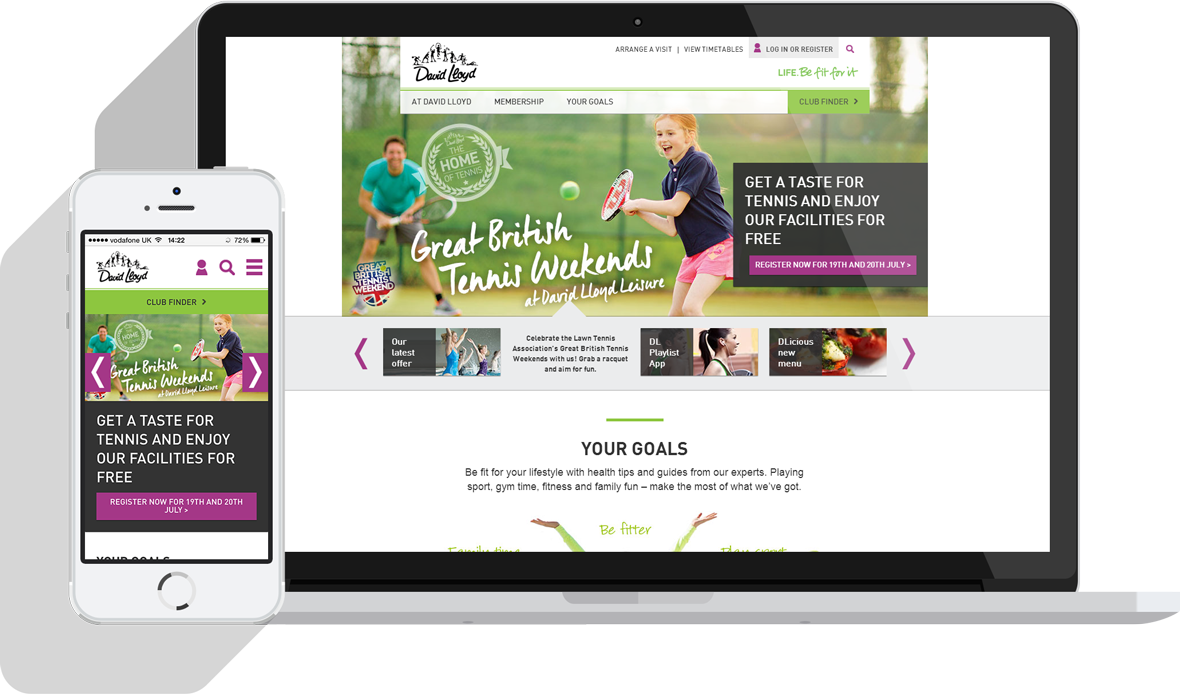 ARRANGE A VISIT | VIEW TIMETABLES LOG IN OR REGISTER
David Lloyd
LIFE. Be fit for it
AT DAVID LLOYD MEMBERSHIP YOUR GOALS CLUB FINDER >
THE
HOME
OF TENNIS
GET A TASTE FOR
TENNIS AND ENJOY
OUR FACILITIES FOR
FREE
REGISTER NOW FOR 19TH AND 20TH JULY >
Great British
Tennis Weekends
at David Lloyd Leisure
GREAT
BRITISH
TENNIS
WEEKEND
Our
latest
offer
Celebrate the Lawn Tennis
Association's Great British Tennis
Weekends with us! Grab a racquet
and aim for fun.
DL
Playlist
App
DLicious
new
menu
YOUR GOALS
Be fit for your lifestyle with health tips and guides from our experts. Playing
sport, gym time, fitness and family fun – make the most of what we've got.
Be fitter
Family time
Play sport
vodafone UK 14:22 72%
David Lloyd
CLUB FINDER >
THE
HOME
OF TENNIS
Great British
Tennis Weekends
at David Lloyd Leisure
GET A TASTE FOR
TENNIS AND ENJOY
OUR FACILITIES FOR
FREE
REGISTER NOW FOR 19TH AND 20TH
JULY >
YOUR GOALS